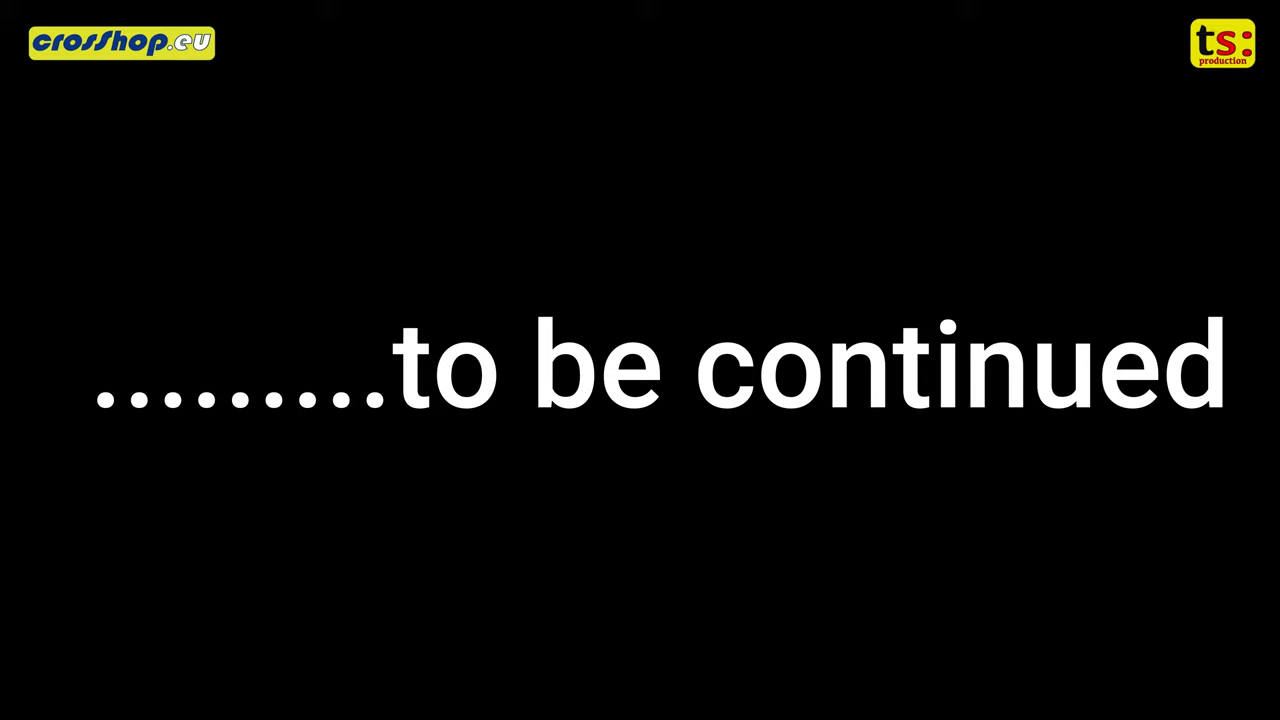 crosshop.eu
ts:
production
.........to be continued